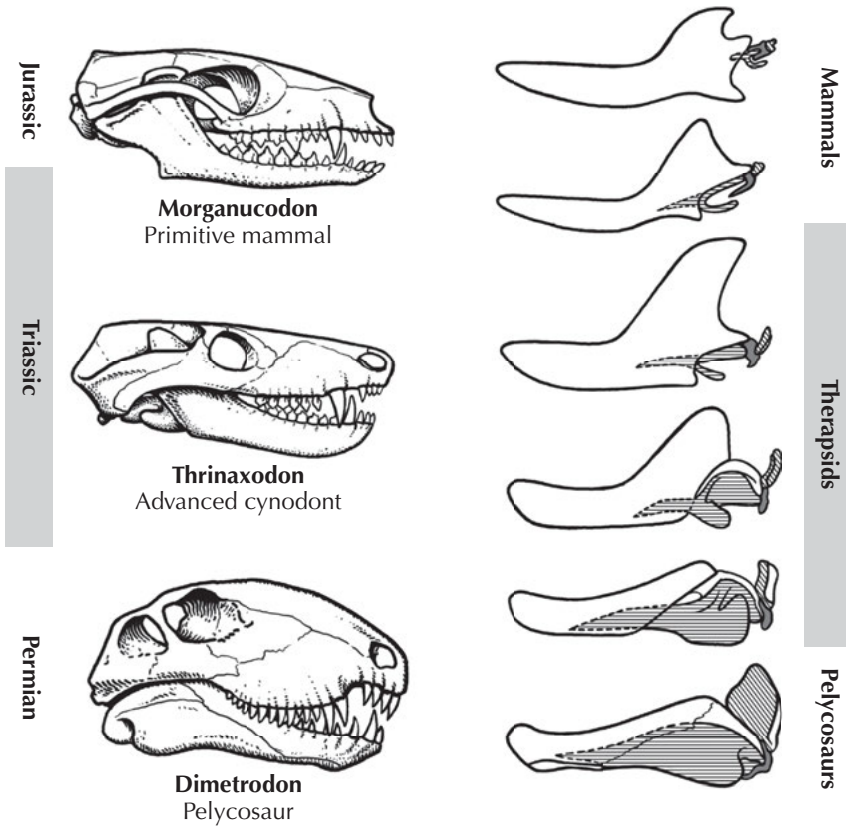 Jurassic
Morganucodon
Primitive mammal
Triassic
Thrinaxodon
Advanced cynodont
Permian
Dimetrodon
Pelycosaur
Mammals
Therapsids
Pelycosaurs